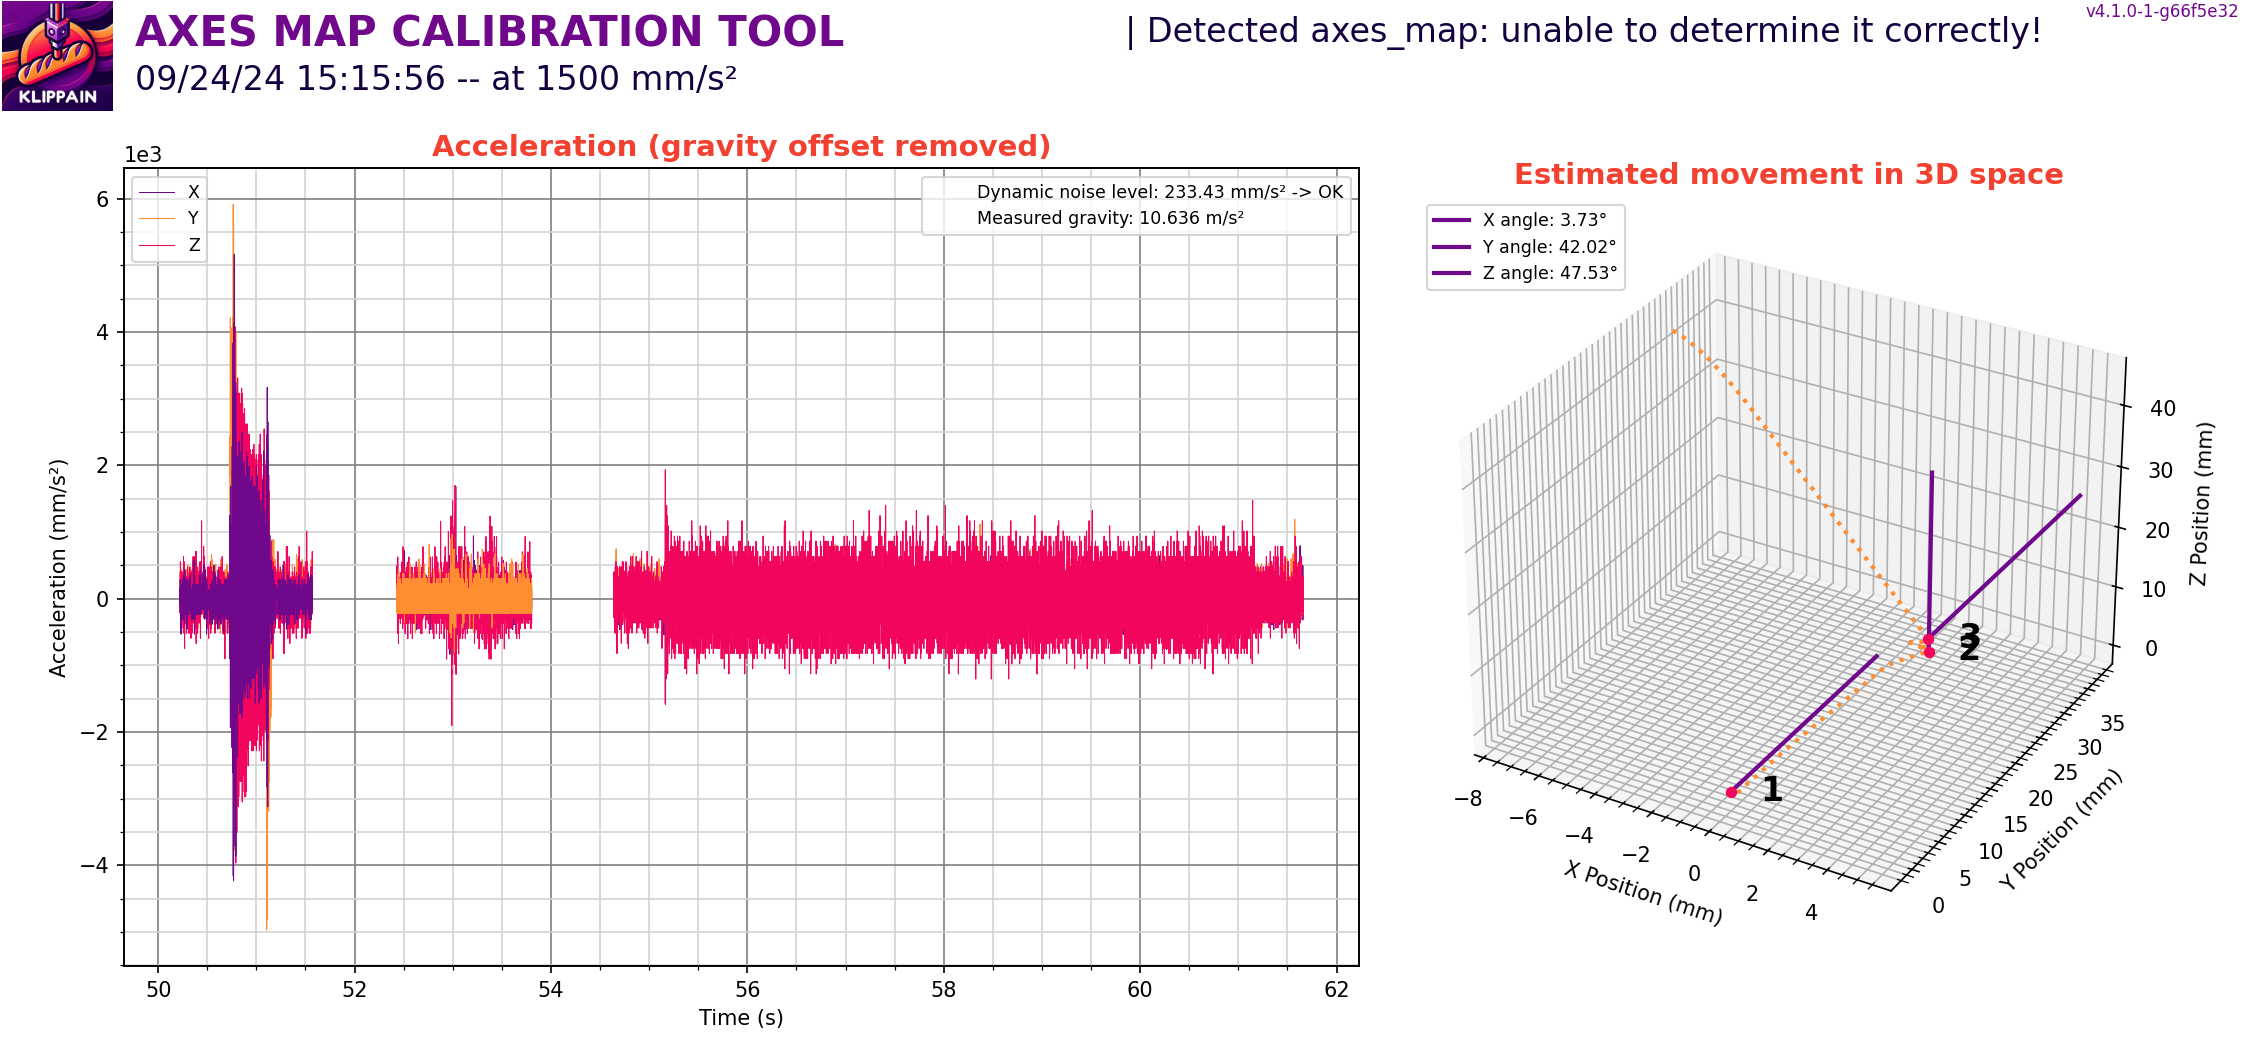 KLIPPAIN
AXES MAP CALIBRATION TOOL
09/24/24 15:15:56 -- at 1500 mm/s²
| Detected axes_map: unable to determine it correctly!
v4.1.0-1-g66f5e32
Acceleration (gravity offset removed)
1e3
X
Y
Z
Dynamic noise level: 233.43 mm/s² -> OK
Measured gravity: 10.636 m/s²
6
4
2
0
−2
−4
Acceleration (mm/s²)
50 52 54 56 58 60 62
Time (s)
Estimated movement in 3D space
X angle: 3.73°
Y angle: 42.02°
Z angle: 47.53°
3
2
1
−8 −6 −4 −2 0 2 4
X Position (mm)
0 5 10 15 20 25 30 35
Y Position (mm)
0 10 20 30 40
Z Position (mm)